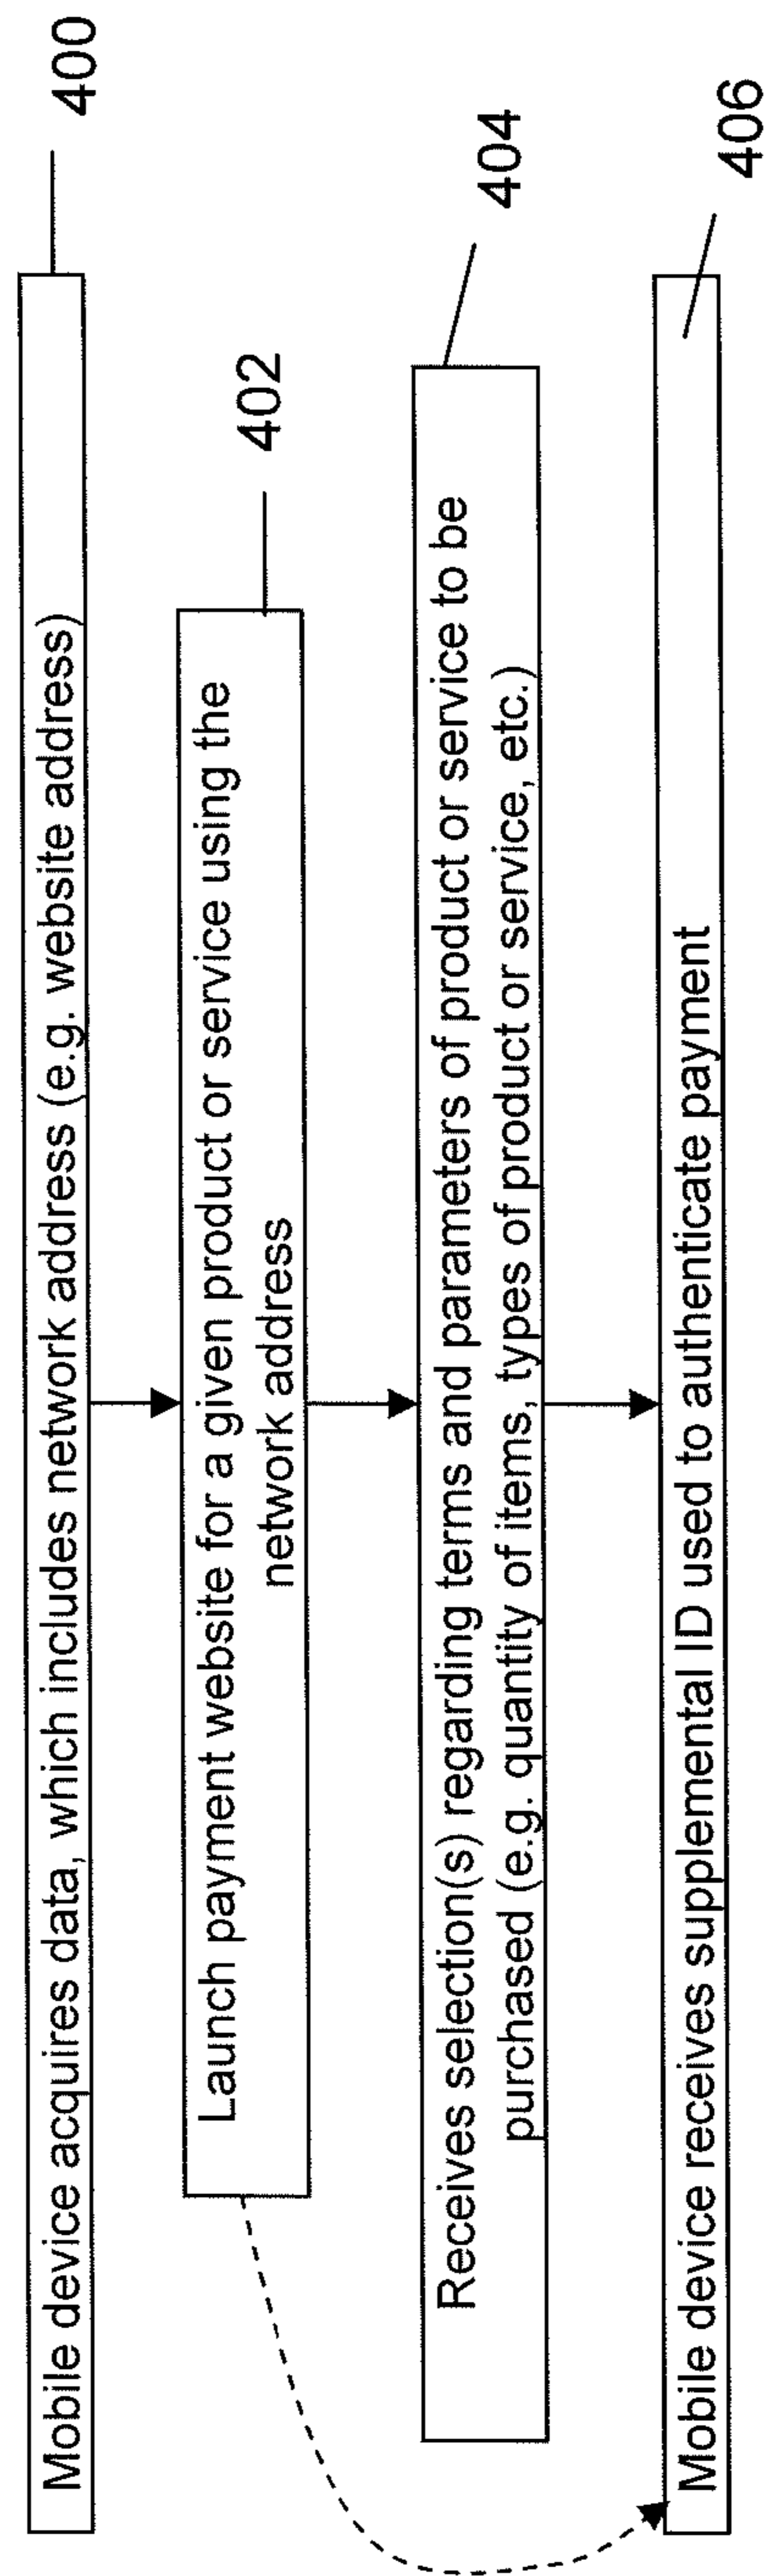 Mobile device acquires data, which includes network address (e.g. website address)
400
Launch payment website for a given product or service using the
network address
402
Receives selection(s) regarding terms and parameters of product or service to be
purchased (e.g. quantity of items, types of product or service, etc.)
404
Mobile device receives supplemental ID used to authenticate payment
406